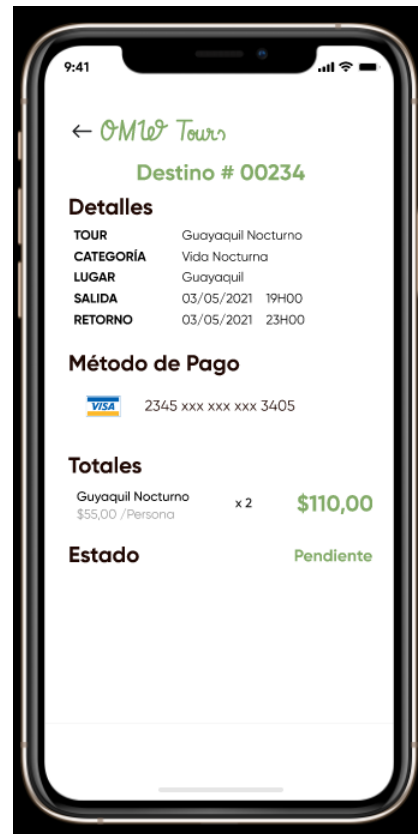 9:41
← OMW Tours
Destino # 00234
Detalles
TOUR Guayaquil Nocturno
CATEGORÍA Vida Nocturna
LUGAR Guayaquil
SALIDA 03/05/2021 19H00
RETORNO 03/05/2021 23H00
Método de Pago
VISA 2345 xxx xxx xxx 3405
Totales
Guyaquil Nocturno x 2 $110,00
$55,00 /Persona
Estado Pendiente